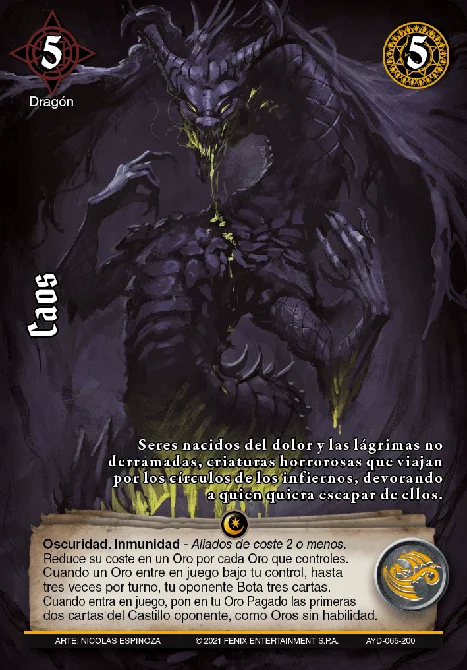 5
5
Dragón
Caos
Seres nacidos del dolor y las lágrimas no
derramadas, criaturas horrorosas que viajan
por los círculos de los infiernos, devorando
a quien quiera escapar de ellos.
Oscuridad. Inmunidad - Aliados de coste 2 o menos.
Reduce su coste en un Oro por cada Oro que controles.
Cuando un Oro entre en juego bajo tu control, hasta
tres veces por turno, tu oponente Bota tres cartas.
Cuando entra en juego, pon en tu Oro Pagado las primeras
dos cartas del Castillo oponente, como Oros sin habilidad.
ARTE: NICOLAS ESPINOZA © 2021 FENIX ENTERTAINMENT S.P.A. AYD-065-200